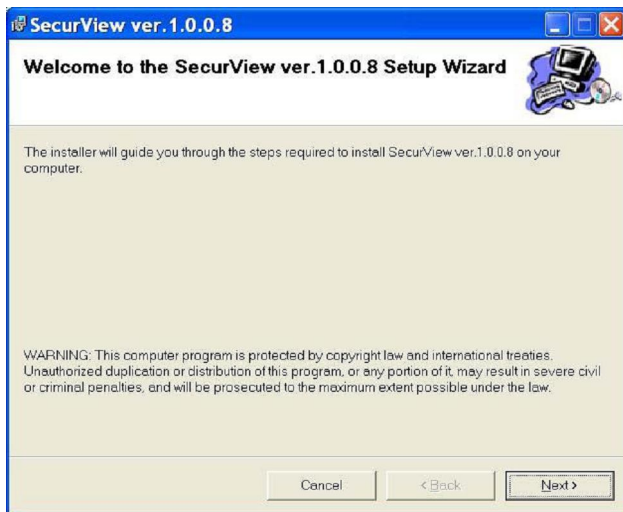 SecurView ver.1.0.0.8
Welcome to the SecurView ver.1.0.0.8 Setup Wizard
The installer will guide you through the steps required to install SecurView ver.1.0.0.8 on your
computer.
WARNING: This computer program is protected by copyright law and international treaties.
Unauthorized duplication or distribution of this program, or any portion of it, may result in severe civil
or criminal penalties, and will be prosecuted to the maximum extent possible under the law.
Cancel
< Back
Next >